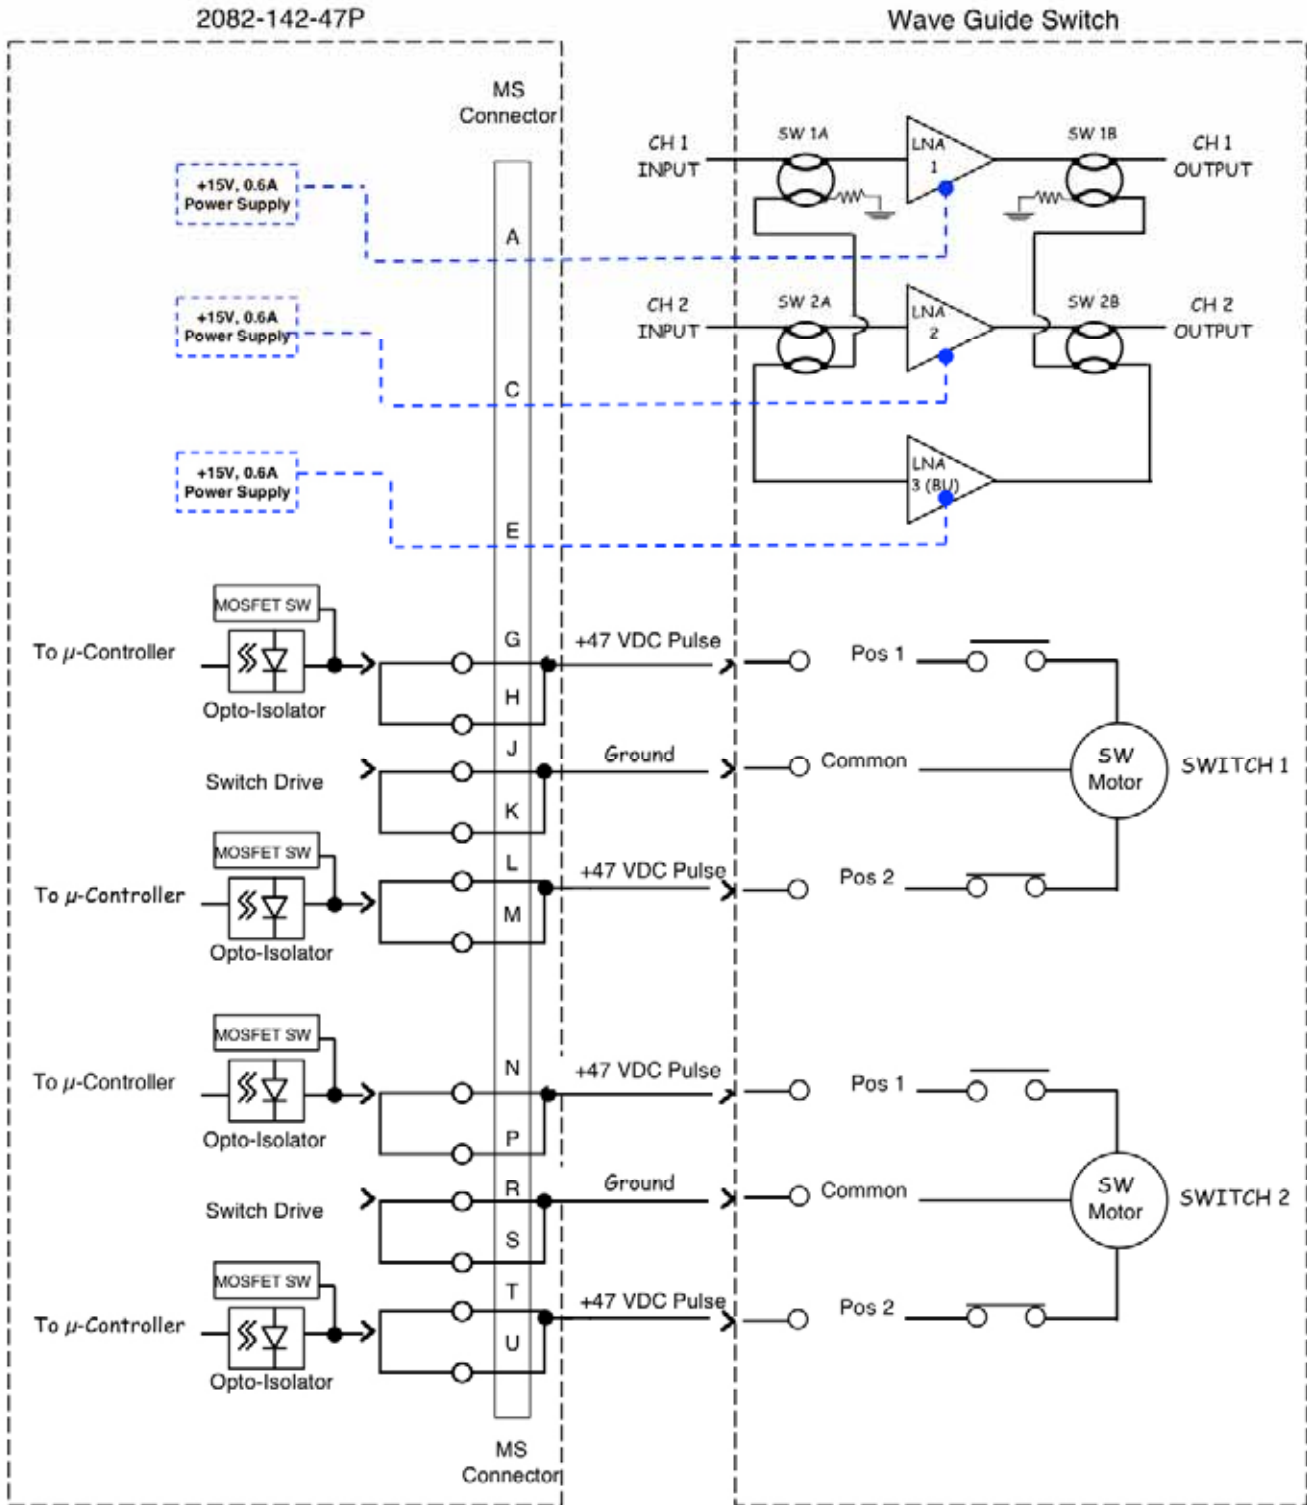 2082-142-47P
Wave Guide Switch
MS
Connector
SW 1A
SW 1B
CH 1
INPUT
LNA
1
CH 1
OUTPUT
+15V, 0.6A
Power Supply
A
CH 2
INPUT
SW 2A
LNA
2
SW 2B
CH 2
OUTPUT
+15V, 0.6A
Power Supply
C
LNA
3 (BU)
+15V, 0.6A
Power Supply
E
MOSFET SW
To µ-Controller
Opto-Isolator
G
H
+47 VDC Pulse
Pos 1
Switch Drive
J
K
Ground
Common
SW
Motor
SWITCH 1
MOSFET SW
To µ-Controller
Opto-Isolator
L
M
+47 VDC Pulse
Pos 2
MOSFET SW
To µ-Controller
Opto-Isolator
N
P
+47 VDC Pulse
Pos 1
Switch Drive
R
S
Ground
Common
SW
Motor
SWITCH 2
MOSFET SW
To µ-Controller
Opto-Isolator
T
U
+47 VDC Pulse
Pos 2
MS
Connector